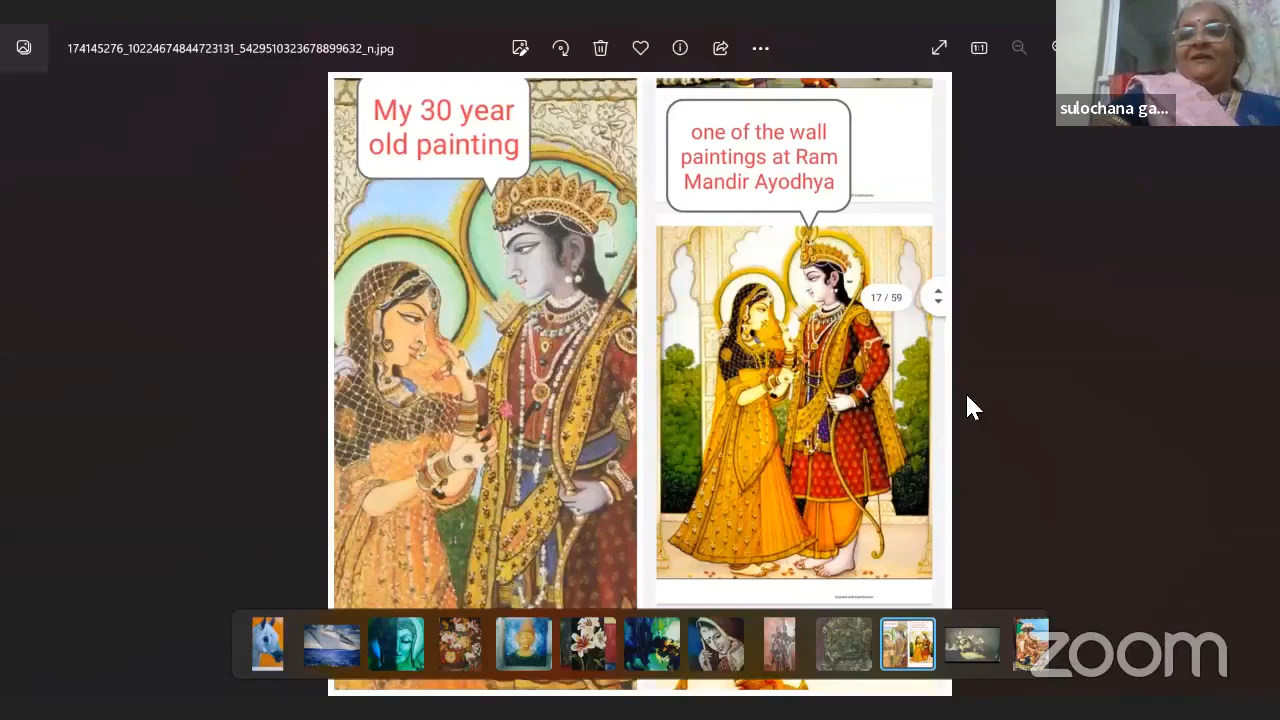 174145276_10224674844723131_5429510323678899632_n.jpg
sulochana ga...
My 30 year
old painting
one of the wall
paintings at Ram
Mandir Ayodhya
17 / 59
zoom